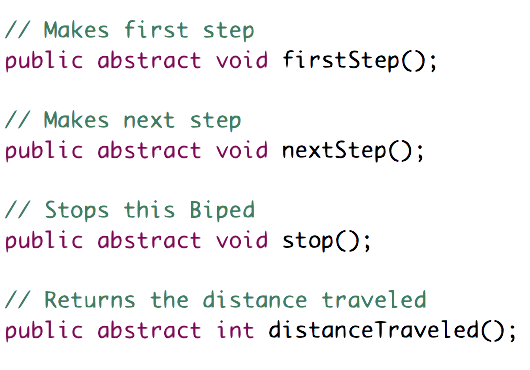 // Makes first step
public abstract void firstStep();
// Makes next step
public abstract void nextStep();
// Stops this Biped
public abstract void stop();
// Returns the distance traveled
public abstract int distanceTraveled();